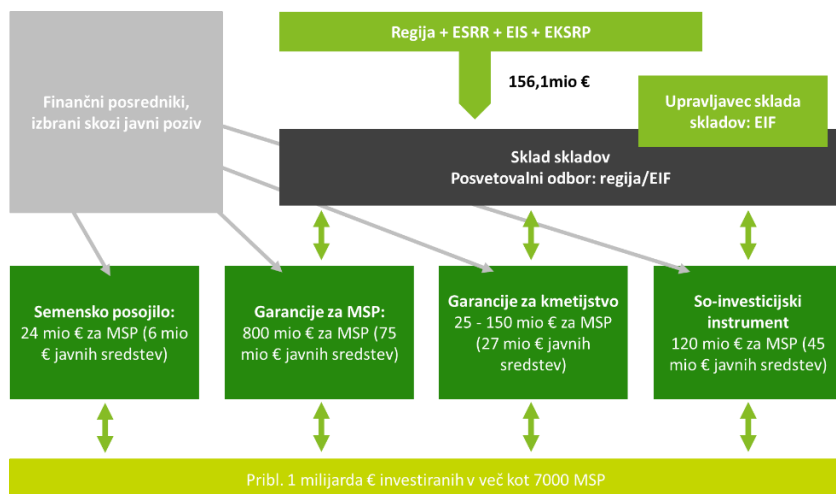 Regija + ESRR + EIS + EKSRP
156,1mio €
Finančni posredniki,
izbrani skozi javni poziv
Upravljavec sklada
skladov: EIF
Sklad skladov
Posvetovalni odbor: regija/EIF
Semensko posojilo:
24 mio € za MSP (6 mio
€ javnih sredstev)
Garancije za MSP:
800 mio € za MSP (75
mio € javnih sredstev)
Garancije za kmetijstvo
25 - 150 mio € za MSP
(27 mio € javnih
sredstev)
So-investicijski
instrument
120 mio € za MSP (45
mio € javnih sredstev)
Pribl. 1 milijarda € investiranih v več kot 7000 MSP